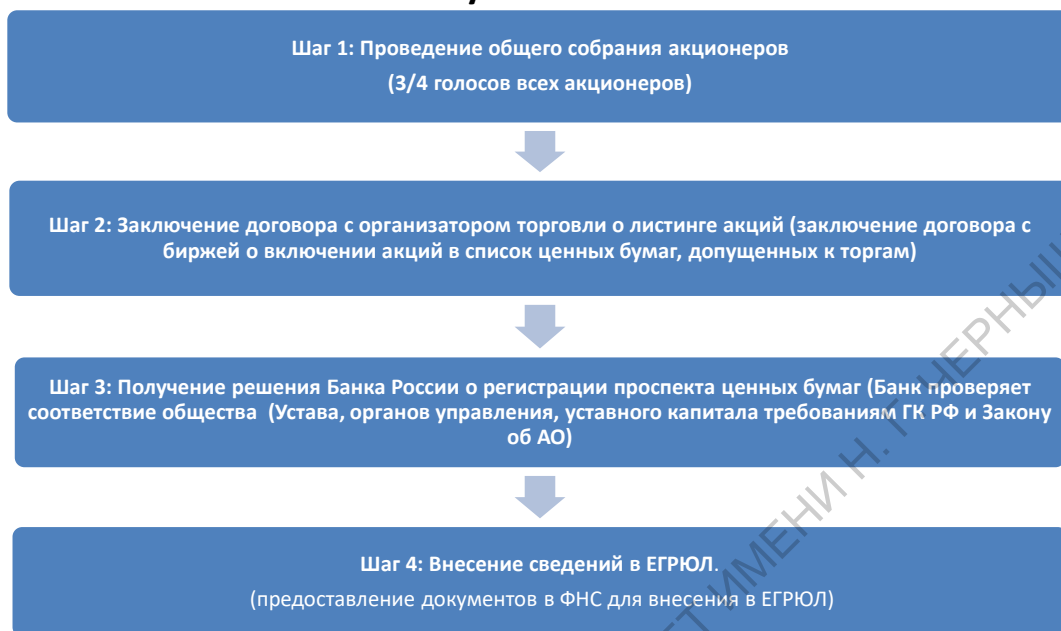 Шаг 1: Проведение общего собрания акционеров
(3/4 голосов всех акционеров)
Шаг 2: Заключение договора с организатором торговли о листинге акций (заключение договора с
биржей о включении акций в список ценных бумаг, допущенных к торгам)
Шаг 3: Получение решения Банка России о регистрации проспекта ценных бумаг (Банк проверяет
соответствие общества (Устава, органов управления, уставного капитала требованиям ГК РФ и Закону
об АО)
Шаг 4: Внесение сведений в ЕГРЮЛ.
(предоставление документов в ФНС для внесения в ЕГРЮЛ)
ИМЕНИ Н. Г.